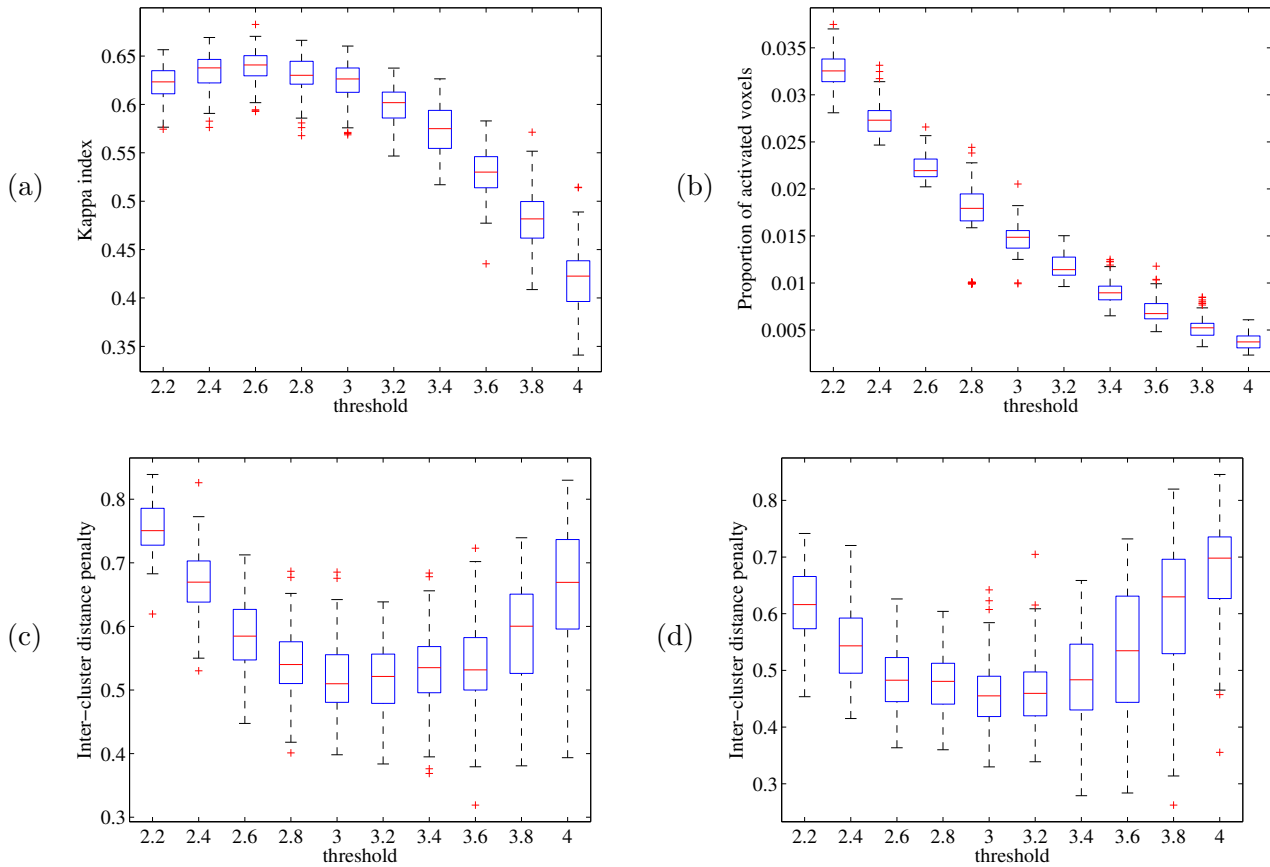 (a)
Kappa index
0.65
0.6
0.55
0.5
0.45
0.4
0.35
2.2 2.4 2.6 2.8 3 3.2 3.4 3.6 3.8 4
threshold
(b)
Proportion of activated voxels
0.035
0.03
0.025
0.02
0.015
0.01
0.005
2.2 2.4 2.6 2.8 3 3.2 3.4 3.6 3.8 4
threshold
(c)
Inter-cluster distance penalty
0.8
0.7
0.6
0.5
0.4
0.3
2.2 2.4 2.6 2.8 3 3.2 3.4 3.6 3.8 4
threshold
(d)
Inter-cluster distance penalty
0.8
0.7
0.6
0.5
0.4
0.3
2.2 2.4 2.6 2.8 3 3.2 3.4 3.6 3.8 4
threshold